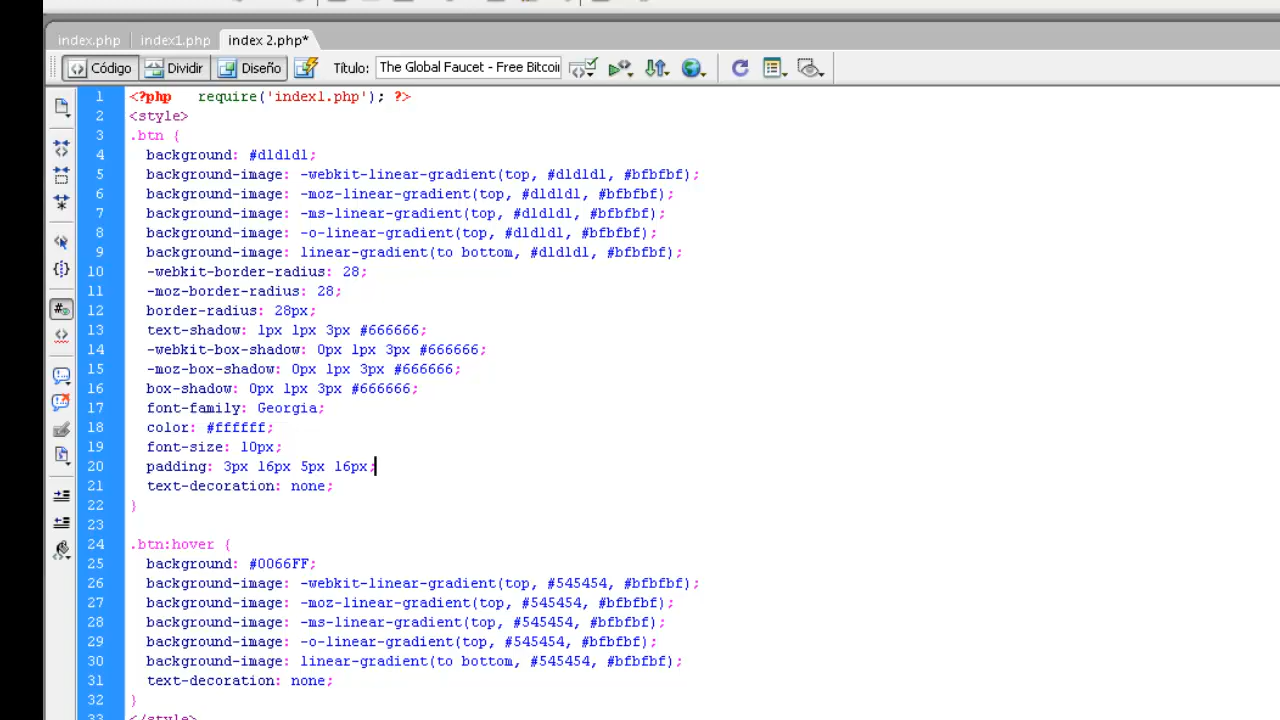 index.php index1.php index 2.php*
Código Dividir Diseño Título: The Global Faucet - Free Bitcoi
1 <?php require('index1.php'); ?>
2 <style>
3 .btn {
4 background: #d1d1d1;
5 background-image: -webkit-linear-gradient(top, #d1d1d1, #bfbfbf);
6 background-image: -moz-linear-gradient(top, #d1d1d1, #bfbfbf);
7 background-image: -ms-linear-gradient(top, #d1d1d1, #bfbfbf);
8 background-image: -o-linear-gradient(top, #d1d1d1, #bfbfbf);
9 background-image: linear-gradient(to bottom, #d1d1d1, #bfbfbf);
10 -webkit-border-radius: 28;
11 -moz-border-radius: 28;
12 border-radius: 28px;
13 text-shadow: 1px 1px 3px #666666;
14 -webkit-box-shadow: 0px 1px 3px #666666;
15 -moz-box-shadow: 0px 1px 3px #666666;
16 box-shadow: 0px 1px 3px #666666;
17 font-family: Georgia;
18 color: #ffffff;
19 font-size: 10px;
20 padding: 3px 16px 5px 16px;
21 text-decoration: none;
22 }
23
24 .btn:hover {
25 background: #0066FF;
26 background-image: -webkit-linear-gradient(top, #545454, #bfbfbf);
27 background-image: -moz-linear-gradient(top, #545454, #bfbfbf);
28 background-image: -ms-linear-gradient(top, #545454, #bfbfbf);
29 background-image: -o-linear-gradient(top, #545454, #bfbfbf);
30 background-image: linear-gradient(to bottom, #545454, #bfbfbf);
31 text-decoration: none;
32 }
33 </style>